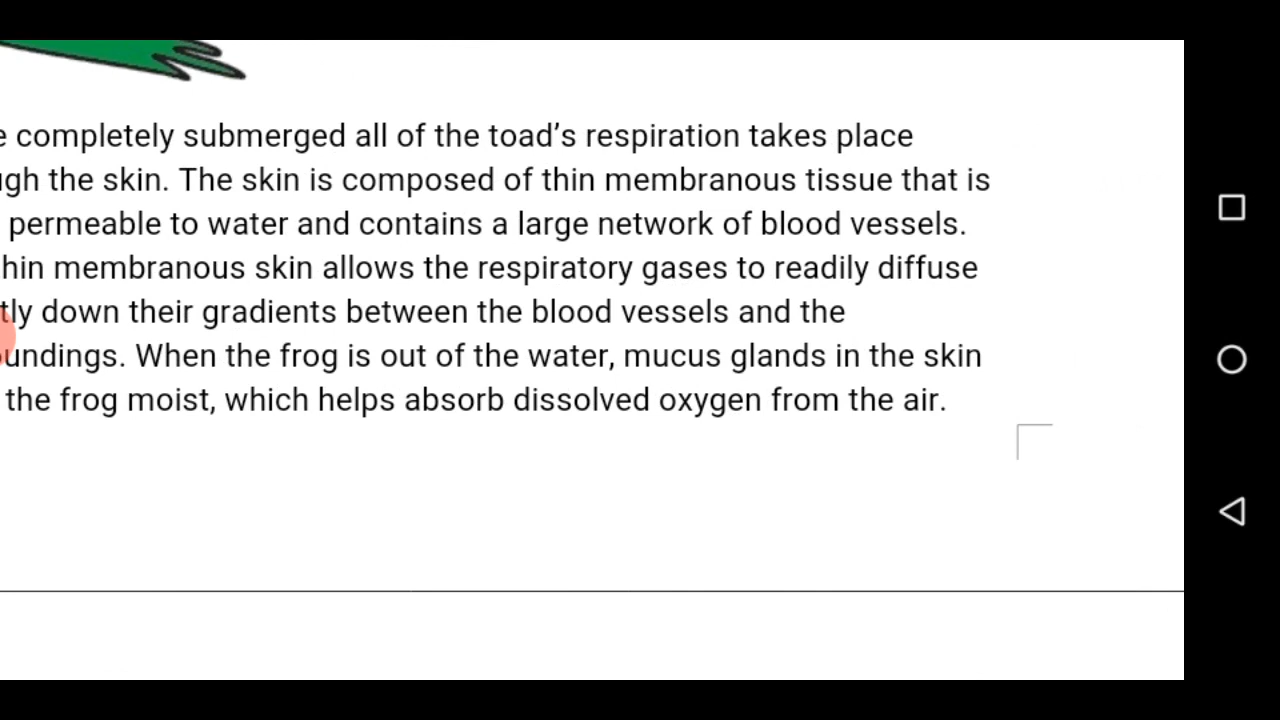 completely submerged all of the toad's respiration takes place
the skin. The skin is composed of thin membranous tissue that is
permeable to water and contains a large network of blood vessels.
membranous skin allows the respiratory gases to readily diffuse
down their gradients between the blood vessels and the
When the frog is out of the water, mucus glands in the skin
the frog moist, which helps absorb dissolved oxygen from the air.